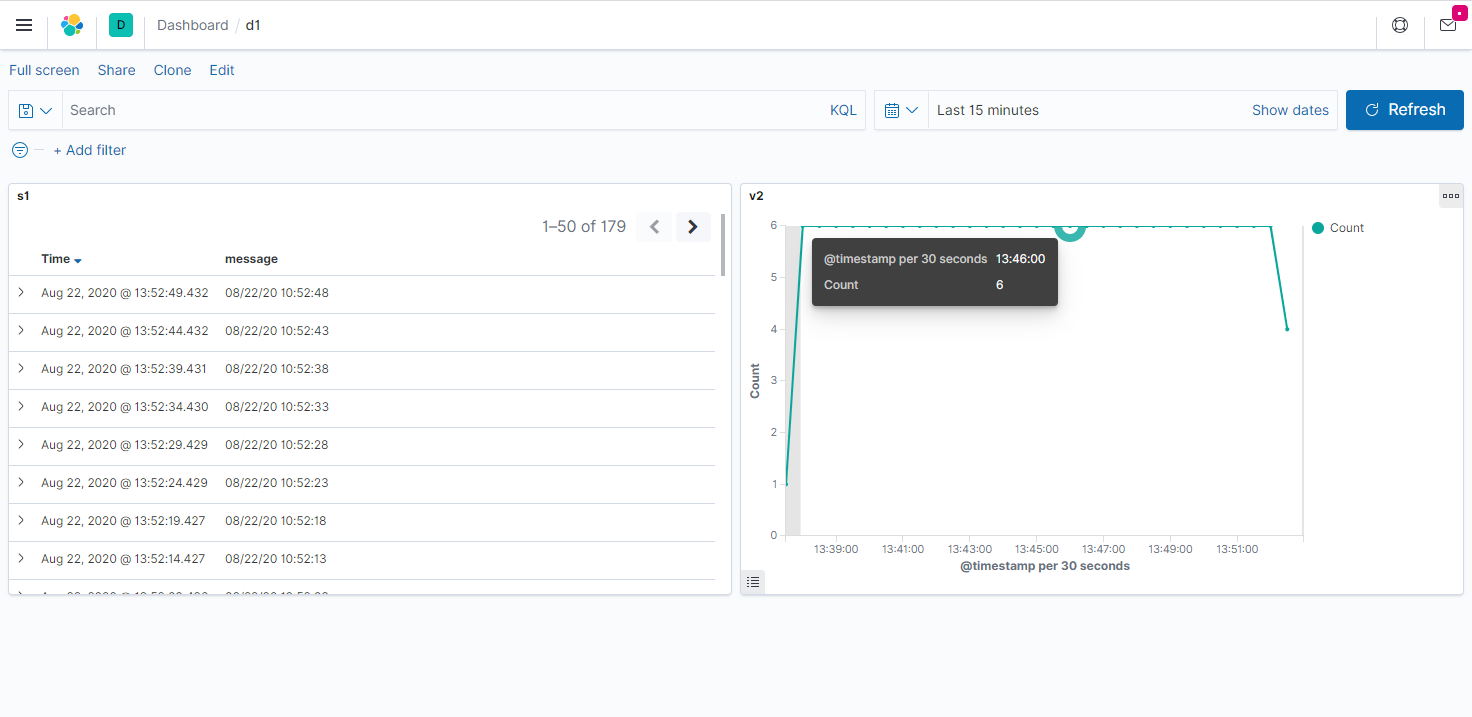 D Dashboard / d1
Full screen Share Clone Edit
Search KQL Last 15 minutes Show dates Refresh
+ Add filter
s1
1–50 of 179
Time message
Aug 22, 2020 @ 13:52:49.432 08/22/20 10:52:48
Aug 22, 2020 @ 13:52:44.432 08/22/20 10:52:43
Aug 22, 2020 @ 13:52:39.431 08/22/20 10:52:38
Aug 22, 2020 @ 13:52:34.430 08/22/20 10:52:33
Aug 22, 2020 @ 13:52:29.429 08/22/20 10:52:28
Aug 22, 2020 @ 13:52:24.429 08/22/20 10:52:23
Aug 22, 2020 @ 13:52:19.427 08/22/20 10:52:18
Aug 22, 2020 @ 13:52:14.427 08/22/20 10:52:13
v2
Count
6
5
4
3
2
1
0
Count
@timestamp per 30 seconds 13:46:00
Count 6
13:39:00 13:41:00 13:43:00 13:45:00 13:47:00 13:49:00 13:51:00
@timestamp per 30 seconds